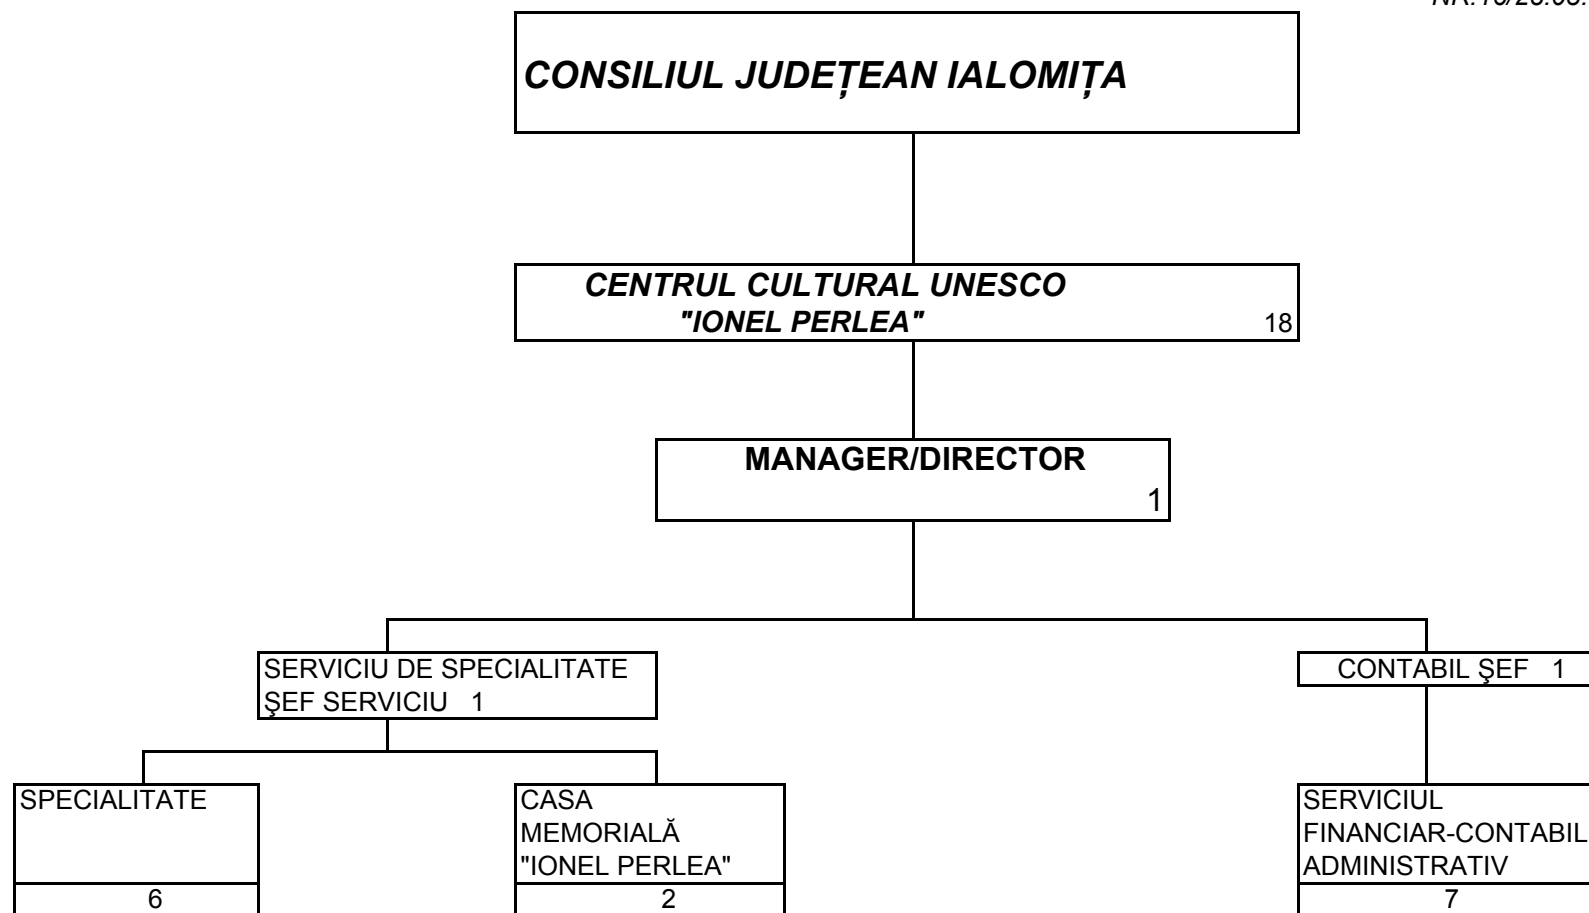 CONSILIUL JUDEȚEAN IALOMIȚA
CENTRUL CULTURAL UNESCO
"IONEL PERLEA" 18
MANAGER/DIRECTOR
1
SERVICIU DE SPECIALITATE
ŞEF SERVICIU 1
CONTABIL ŞEF 1
SPECIALITATE
6
CASA
MEMORIALĂ
"IONEL PERLEA"
2
SERVICIUL
FINANCIAR-CONTABIL
ADMINISTRATIV
7